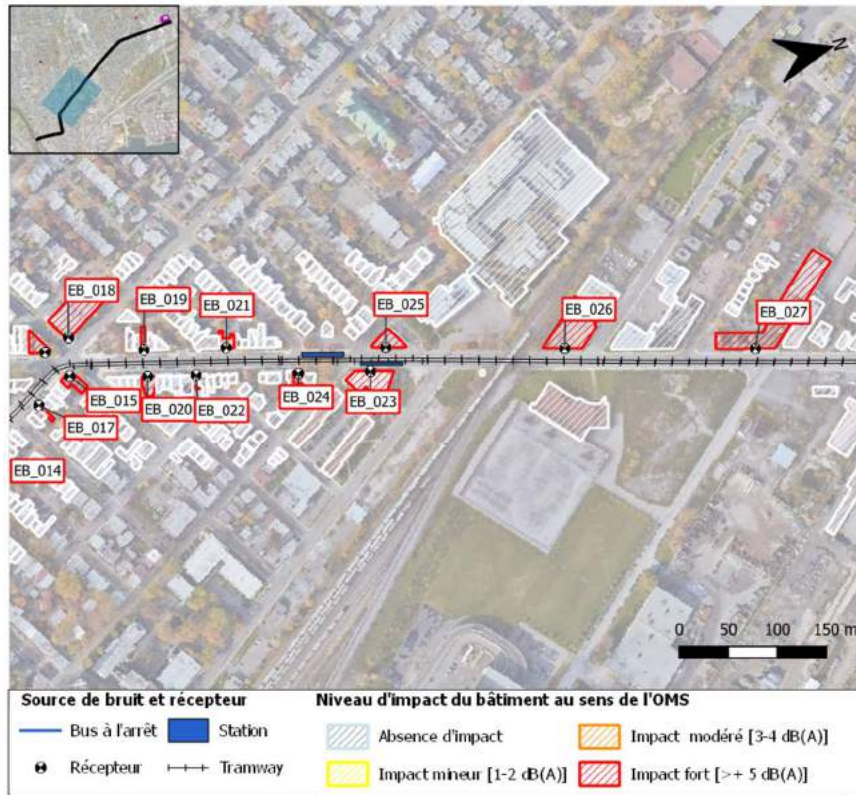 N
EB_018
EB_019
EB_021
EB_025
EB_026
EB_027
EB_015
EB_020
EB_022
EB_024
EB_023
EB_017
EB_014
0 50 100 150 m
Source de bruit et récepteur
Bus à l'arrêt
Station
Récepteur
Tramway
Niveau d'impact du bâtiment au sens de l'OMS
Absence d'impact
Impact modéré [3-4 dB(A)]
Impact mineur [1-2 dB(A)]
Impact fort [>+ 5 dB(A)]